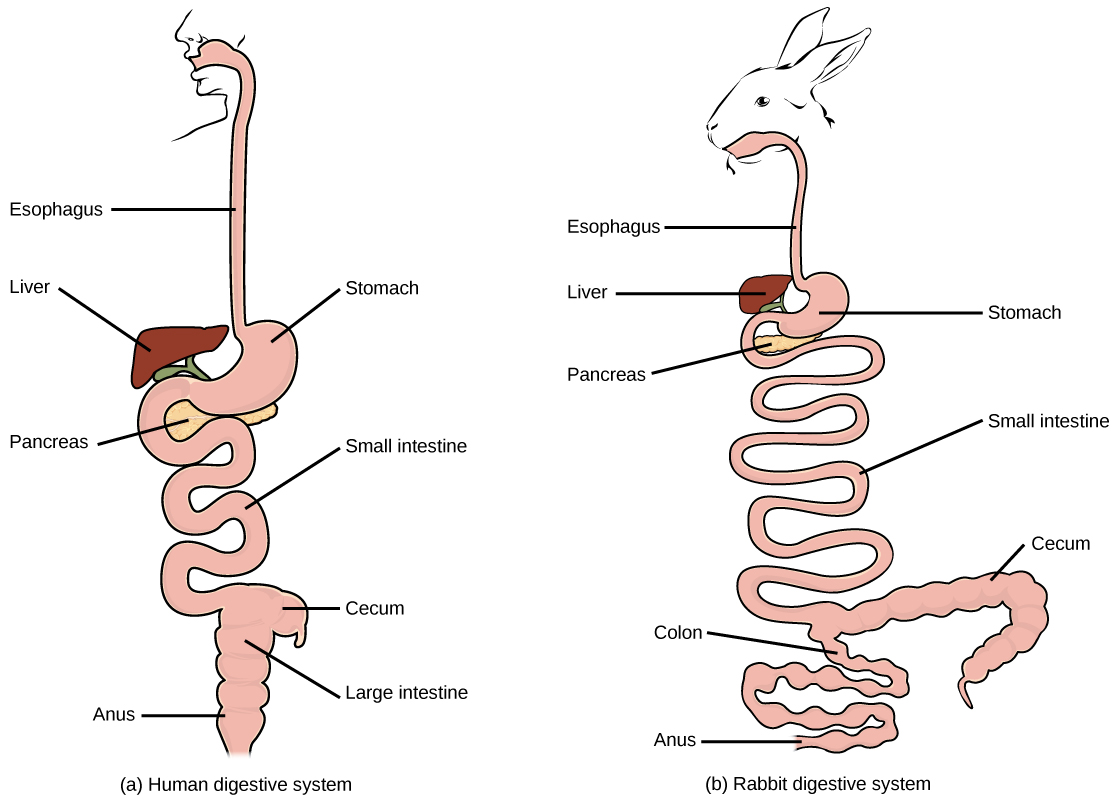 Esophagus
Liver
Stomach
Pancreas
Small intestine
Cecum
Large intestine
Anus
(a) Human digestive system
Esophagus
Liver
Stomach
Pancreas
Small intestine
Cecum
Colon
Anus
(b) Rabbit digestive system